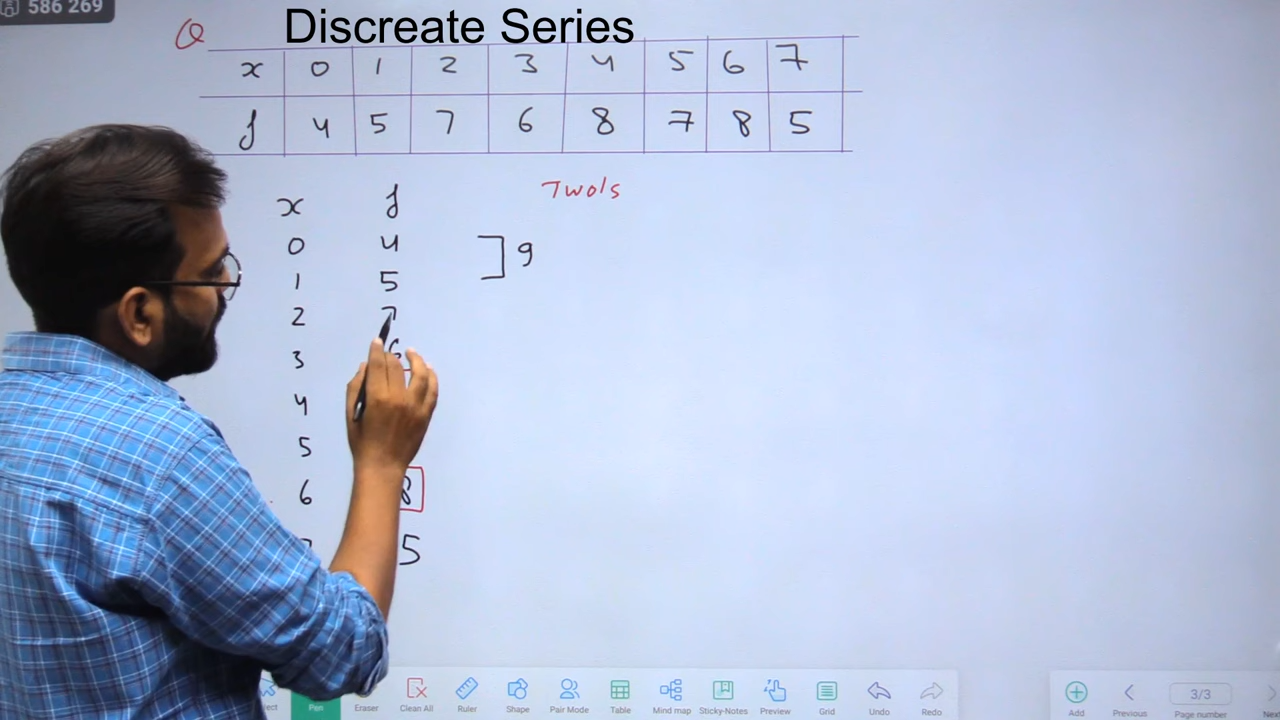 586 269
Discreate Series
Q
x 0 1 2 3 4 5 6 7
f 4 5 7 6 8 7 8 5
Twols
x f
0 4 9
1 5
2 7
3 6
4
5
6 8
5
Pen Eraser Clean All Ruler Shape Pair Mode Table Mind map Sticky-Notes Preview Grid Undo Redo Add Previous 3/3 Page number